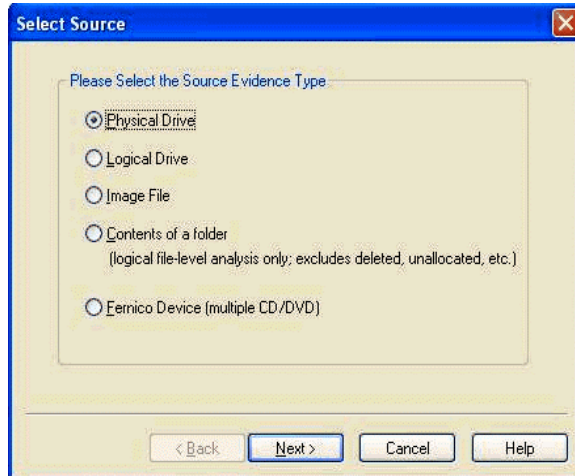 Select Source
Please Select the Source Evidence Type
Physical Drive
Logical Drive
Image File
Contents of a folder
(logical file-level analysis only; excludes deleted, unallocated, etc.)
Fernico Device (multiple CD/DVD)
< Back Next > Cancel Help